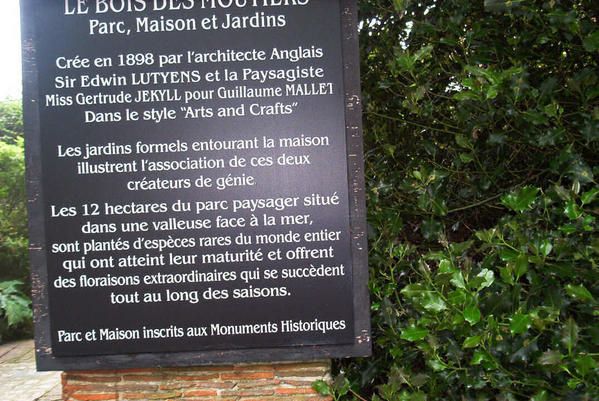 LE BOIS DES MOUTIERS
Parc, Maison et Jardins
Crée en 1898 par l'architecte Anglais
Sir Edwin LUTYENS et la Paysagiste
Miss Gertrude JEKYLL pour Guillaume MALLET
Dans le style "Arts and Crafts"
Les jardins formels entourant la maison
illustrent l'association de ces deux
créateurs de génie
Les 12 hectares du parc paysager situé
dans une valleuse face à la mer,
sont plantés d'espèces rares du monde entier
qui ont atteint leur maturité et offrent
des floraisons extraordinaires qui se succèdent
tout au long des saisons.
Parc et Maison inscrits aux Monuments Historiques